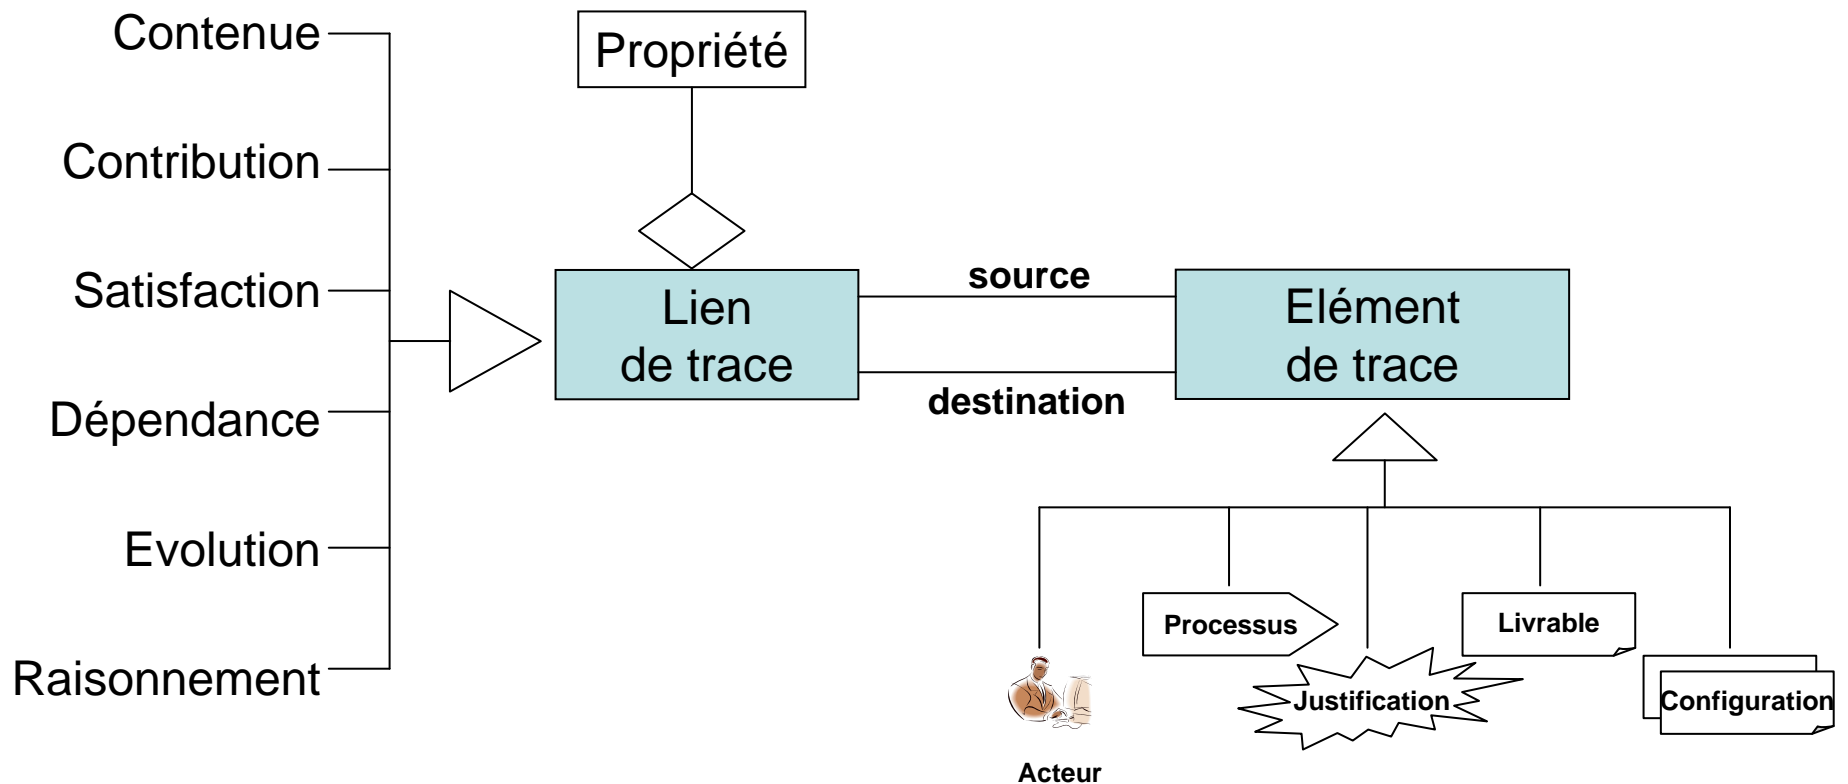 Contenue
Propriété
Contribution
Satisfaction
Dépendance
Evolution
Raisonnement
Lien
de trace
source
destination
Elément
de trace
Processus
Livrable
Justification
Configuration
Acteur